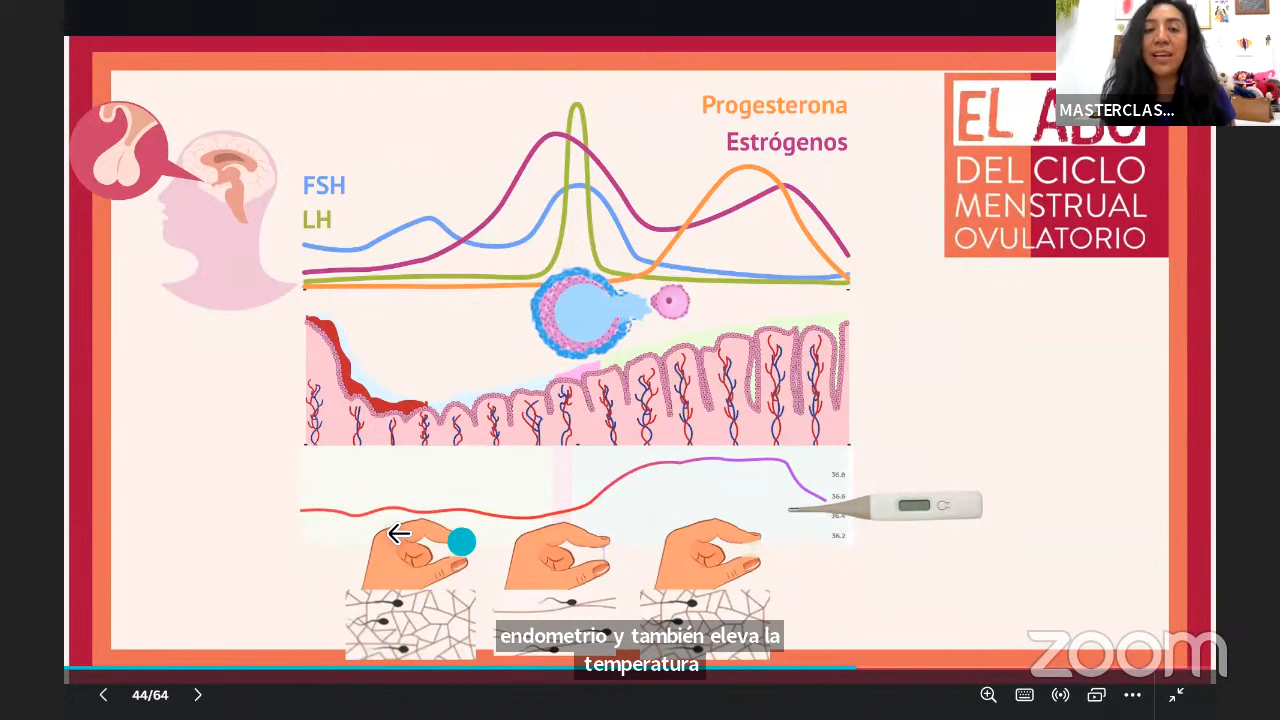 Progesterona
Estrógenos
FSH
LH
MASTERCLAS...
EL ABC
DEL CICLO
MENSTRUAL
OVULATORIO
36.8
36.6
36.4
36.2
endometrio y también eleva la
temperatura
zoom
44/64